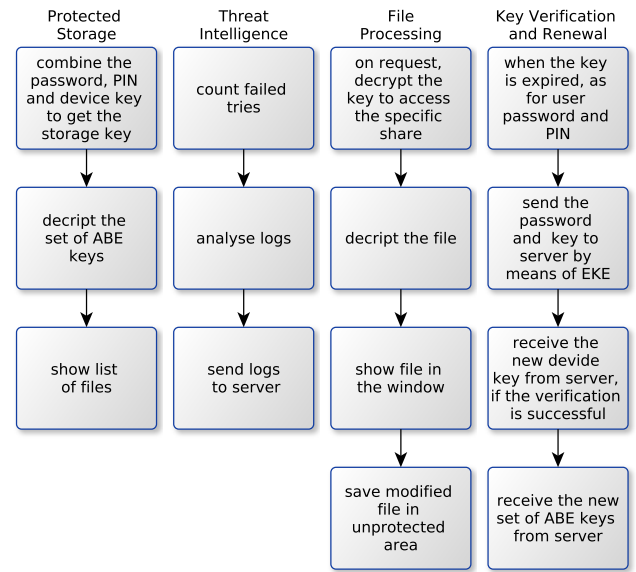 Protected
Storage
combine the
password, PIN
and device key
to get the
storage key
decript the
set of ABE
keys
show list
of files
Threat
Intelligence
count failed
tries
analyse logs
send logs
to server
File
Processing
on request,
decrypt the
key to access
the specific
share
decript the file
show file in
the window
save modified
file in
unprotected
area
Key Verification
and Renewal
when the key
is expired, as
for user
password and
PIN
send the
password
and key to
server by
means of EKE
receive the
new devide
key from server,
if the verification
is successful
receive the new
set of ABE keys
from server